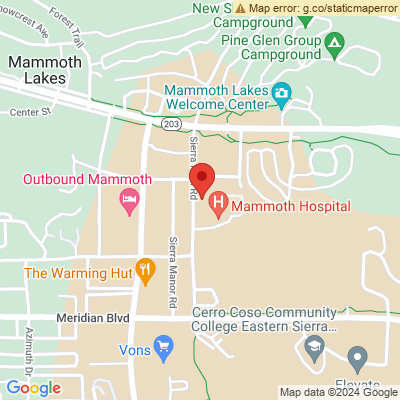 Map error: g.co/staticmaperror
New S
Campground
Pine Glen Group
Campground
Forest Trail
Mammoth
Lakes
Mammoth Lakes
Welcome Center
Center St
203
Sierra
Rd
Outbound Mammoth
H
Mammoth Hospital
Sierra Manor Rd
The Warming Hut
Meridian Blvd
Cerro Coso Community
College Eastern Sierra...
Vons
Azimuth Dr
Elevate
Google
Map data ©2024 Google